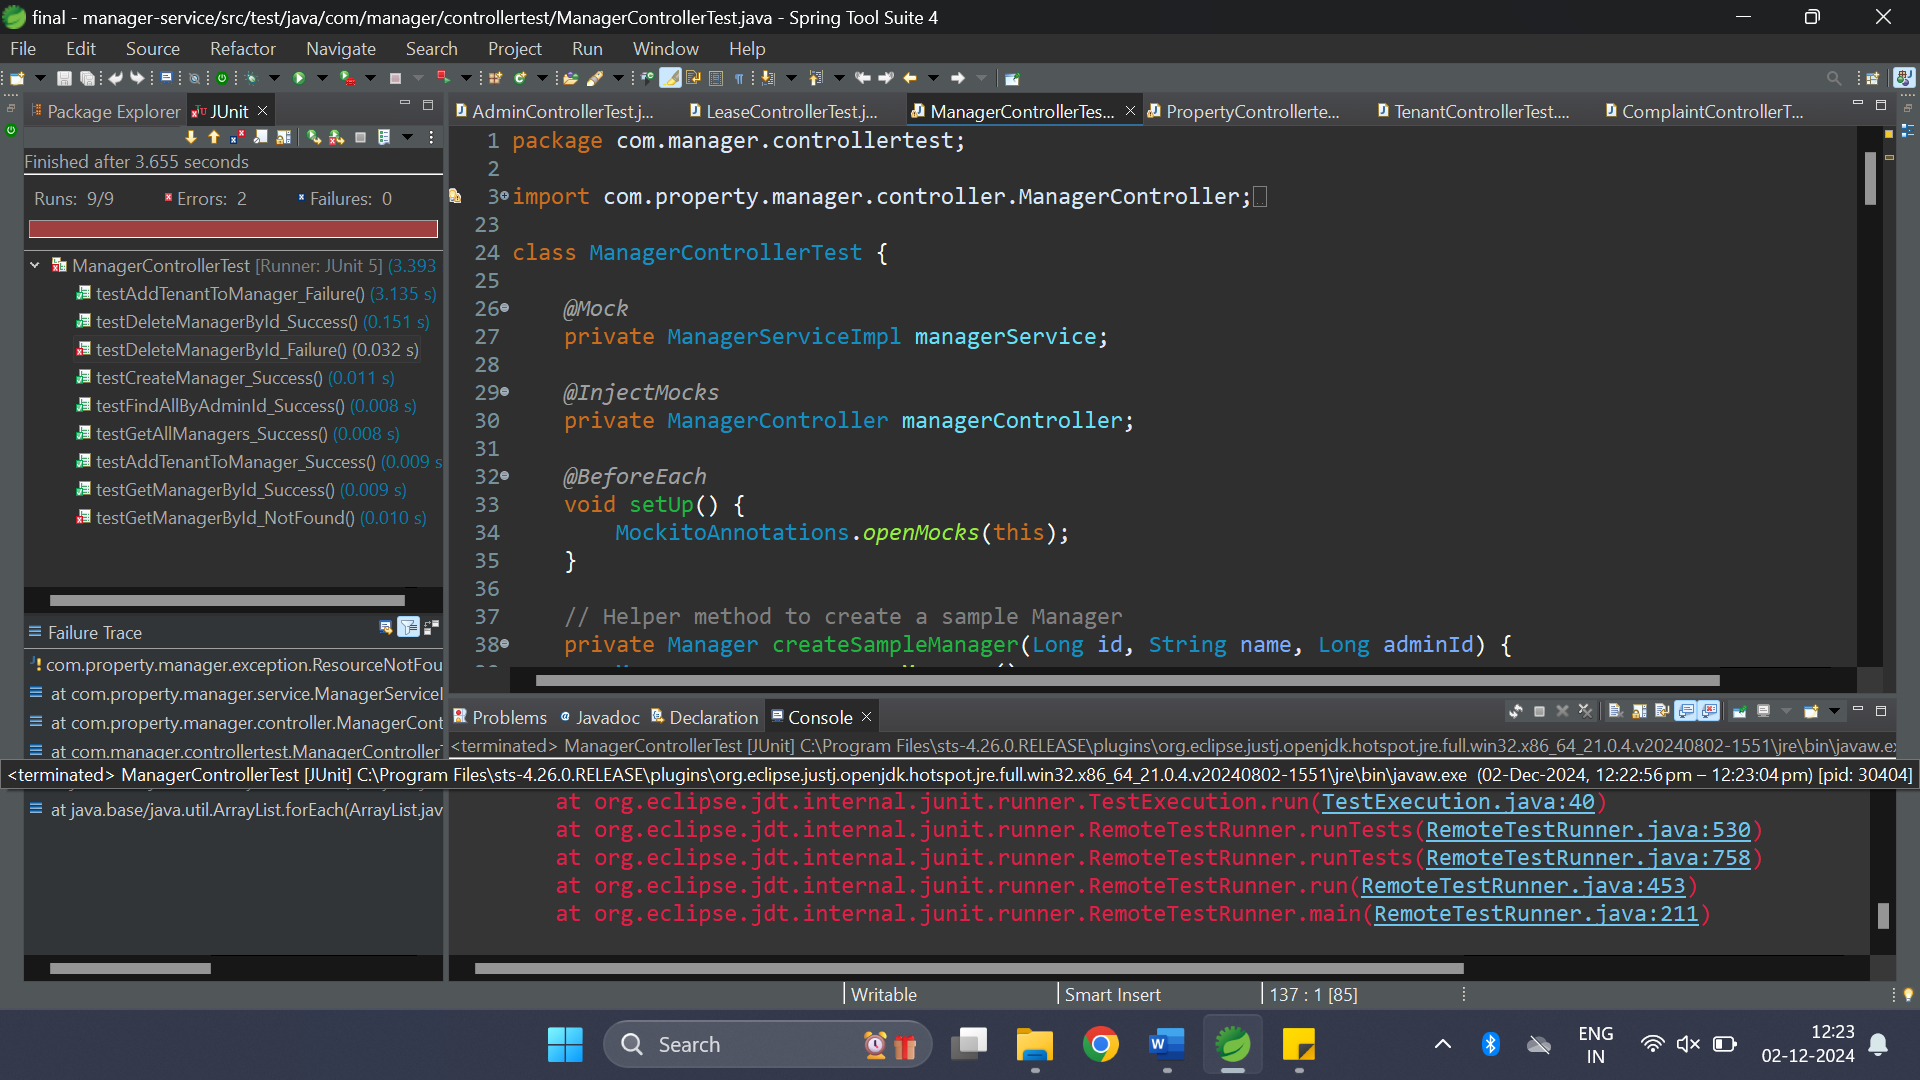 final - manager-service/src/test/java/com/manager/controllertest/ManagerControllerTest.java - Spring Tool Suite 4
File Edit Source Refactor Navigate Search Project Run Window Help
Package Explorer JUnit
Finished after 3.655 seconds
Runs: 9/9 Errors: 2 Failures: 0
ManagerControllerTest [Runner: JUnit 5] (3.393
testAddTenantToManager_Failure() (3.135 s)
testDeleteManagerById_Success() (0.151 s)
testDeleteManagerById_Failure() (0.032 s)
testCreateManager_Success() (0.011 s)
testFindAllByAdminId_Success() (0.008 s)
testGetAllManagers_Success() (0.008 s)
testAddTenantToManager_Success() (0.009 s
testGetManagerById_Success() (0.009 s)
testGetManagerById_NotFound() (0.010 s)
Failure Trace
com.property.manager.exception.ResourceNotFou
at com.property.manager.service.ManagerServiceI
at com.property.manager.controller.ManagerCont
at com.manager.controllertest.ManagerController
at java.base/java.util.ArrayList.forEach(ArrayList.jav
AdminControllerTest.j... LeaseControllerTest.j... ManagerControllerTes... PropertyControllerte... TenantControllerTest.... ComplaintControllerT...
1 package com.manager.controllertest;
2
3 import com.property.manager.controller.ManagerController;
23
24 class ManagerControllerTest {
25
26 @Mock
27 private ManagerServiceImpl managerService;
28
29 @InjectMocks
30 private ManagerController managerController;
31
32 @BeforeEach
33 void setUp() {
34 MockitoAnnotations.openMocks(this);
35 }
36
37 // Helper method to create a sample Manager
38 private Manager createSampleManager(Long id, String name, Long adminId) {
Problems Javadoc Declaration Console
<terminated> ManagerControllerTest [JUnit] C:\Program Files\sts-4.26.0.RELEASE\plugins\org.eclipse.justj.openjdk.hotspot.jre.full.win32.x86_64_21.0.4.v20240802-1551\jre\bin\javaw.ex
<terminated> ManagerControllerTest [JUnit] C:\Program Files\sts-4.26.0.RELEASE\plugins\org.eclipse.justj.openjdk.hotspot.jre.full.win32.x86_64_21.0.4.v20240802-1551\jre\bin\javaw.exe (02-Dec-2024, 12:22:56 pm – 12:23:04 pm) [pid: 30404]
at org.eclipse.jdt.internal.junit.runner.TestExecution.run(TestExecution.java:40)
at org.eclipse.jdt.internal.junit.runner.RemoteTestRunner.runTests(RemoteTestRunner.java:530)
at org.eclipse.jdt.internal.junit.runner.RemoteTestRunner.runTests(RemoteTestRunner.java:758)
at org.eclipse.jdt.internal.junit.runner.RemoteTestRunner.run(RemoteTestRunner.java:453)
at org.eclipse.jdt.internal.junit.runner.RemoteTestRunner.main(RemoteTestRunner.java:211)
Writable Smart Insert 137 : 1 [85]
Search
ENG
IN
12:23
02-12-2024